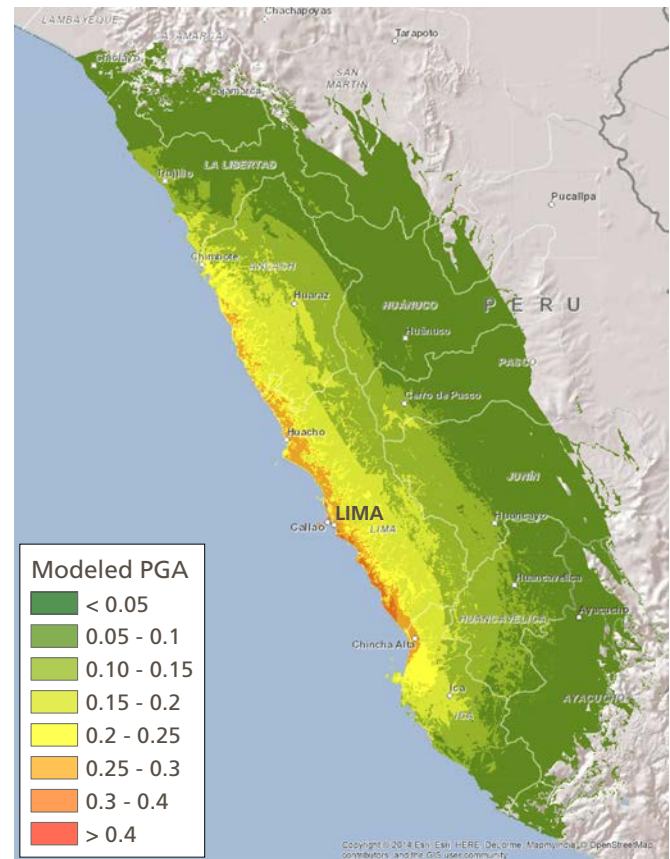 LAMBAYEQUE
Chachapoyas
CAJAMARCA
Tarapoto
Chiclayo
SAN
MARTIN
Cajamarca
LA LIBERTAD
Trujillo
Pucallpa
Chimbote
ANCASH
Huaraz
HUÁNUCO
PERU
Huánuco
PASCO
Cerro de Pasco
Huacho
JUNÍN
LIMA
Huancayo
Callao
LIMA
Huancavelica
Ayacucho
HUANCAVELICA
Chincha Alta
Ica
AYACUCHO
ICA
Modeled PGA
< 0.05
0.05 - 0.1
0.10 - 0.15
0.15 - 0.2
0.2 - 0.25
0.25 - 0.3
0.3 - 0.4
> 0.4
Copyright © 2014 Esri, Esri, HERE, DeLorme, MapmyIndia, © OpenStreetMap
contributors, and the GIS user community